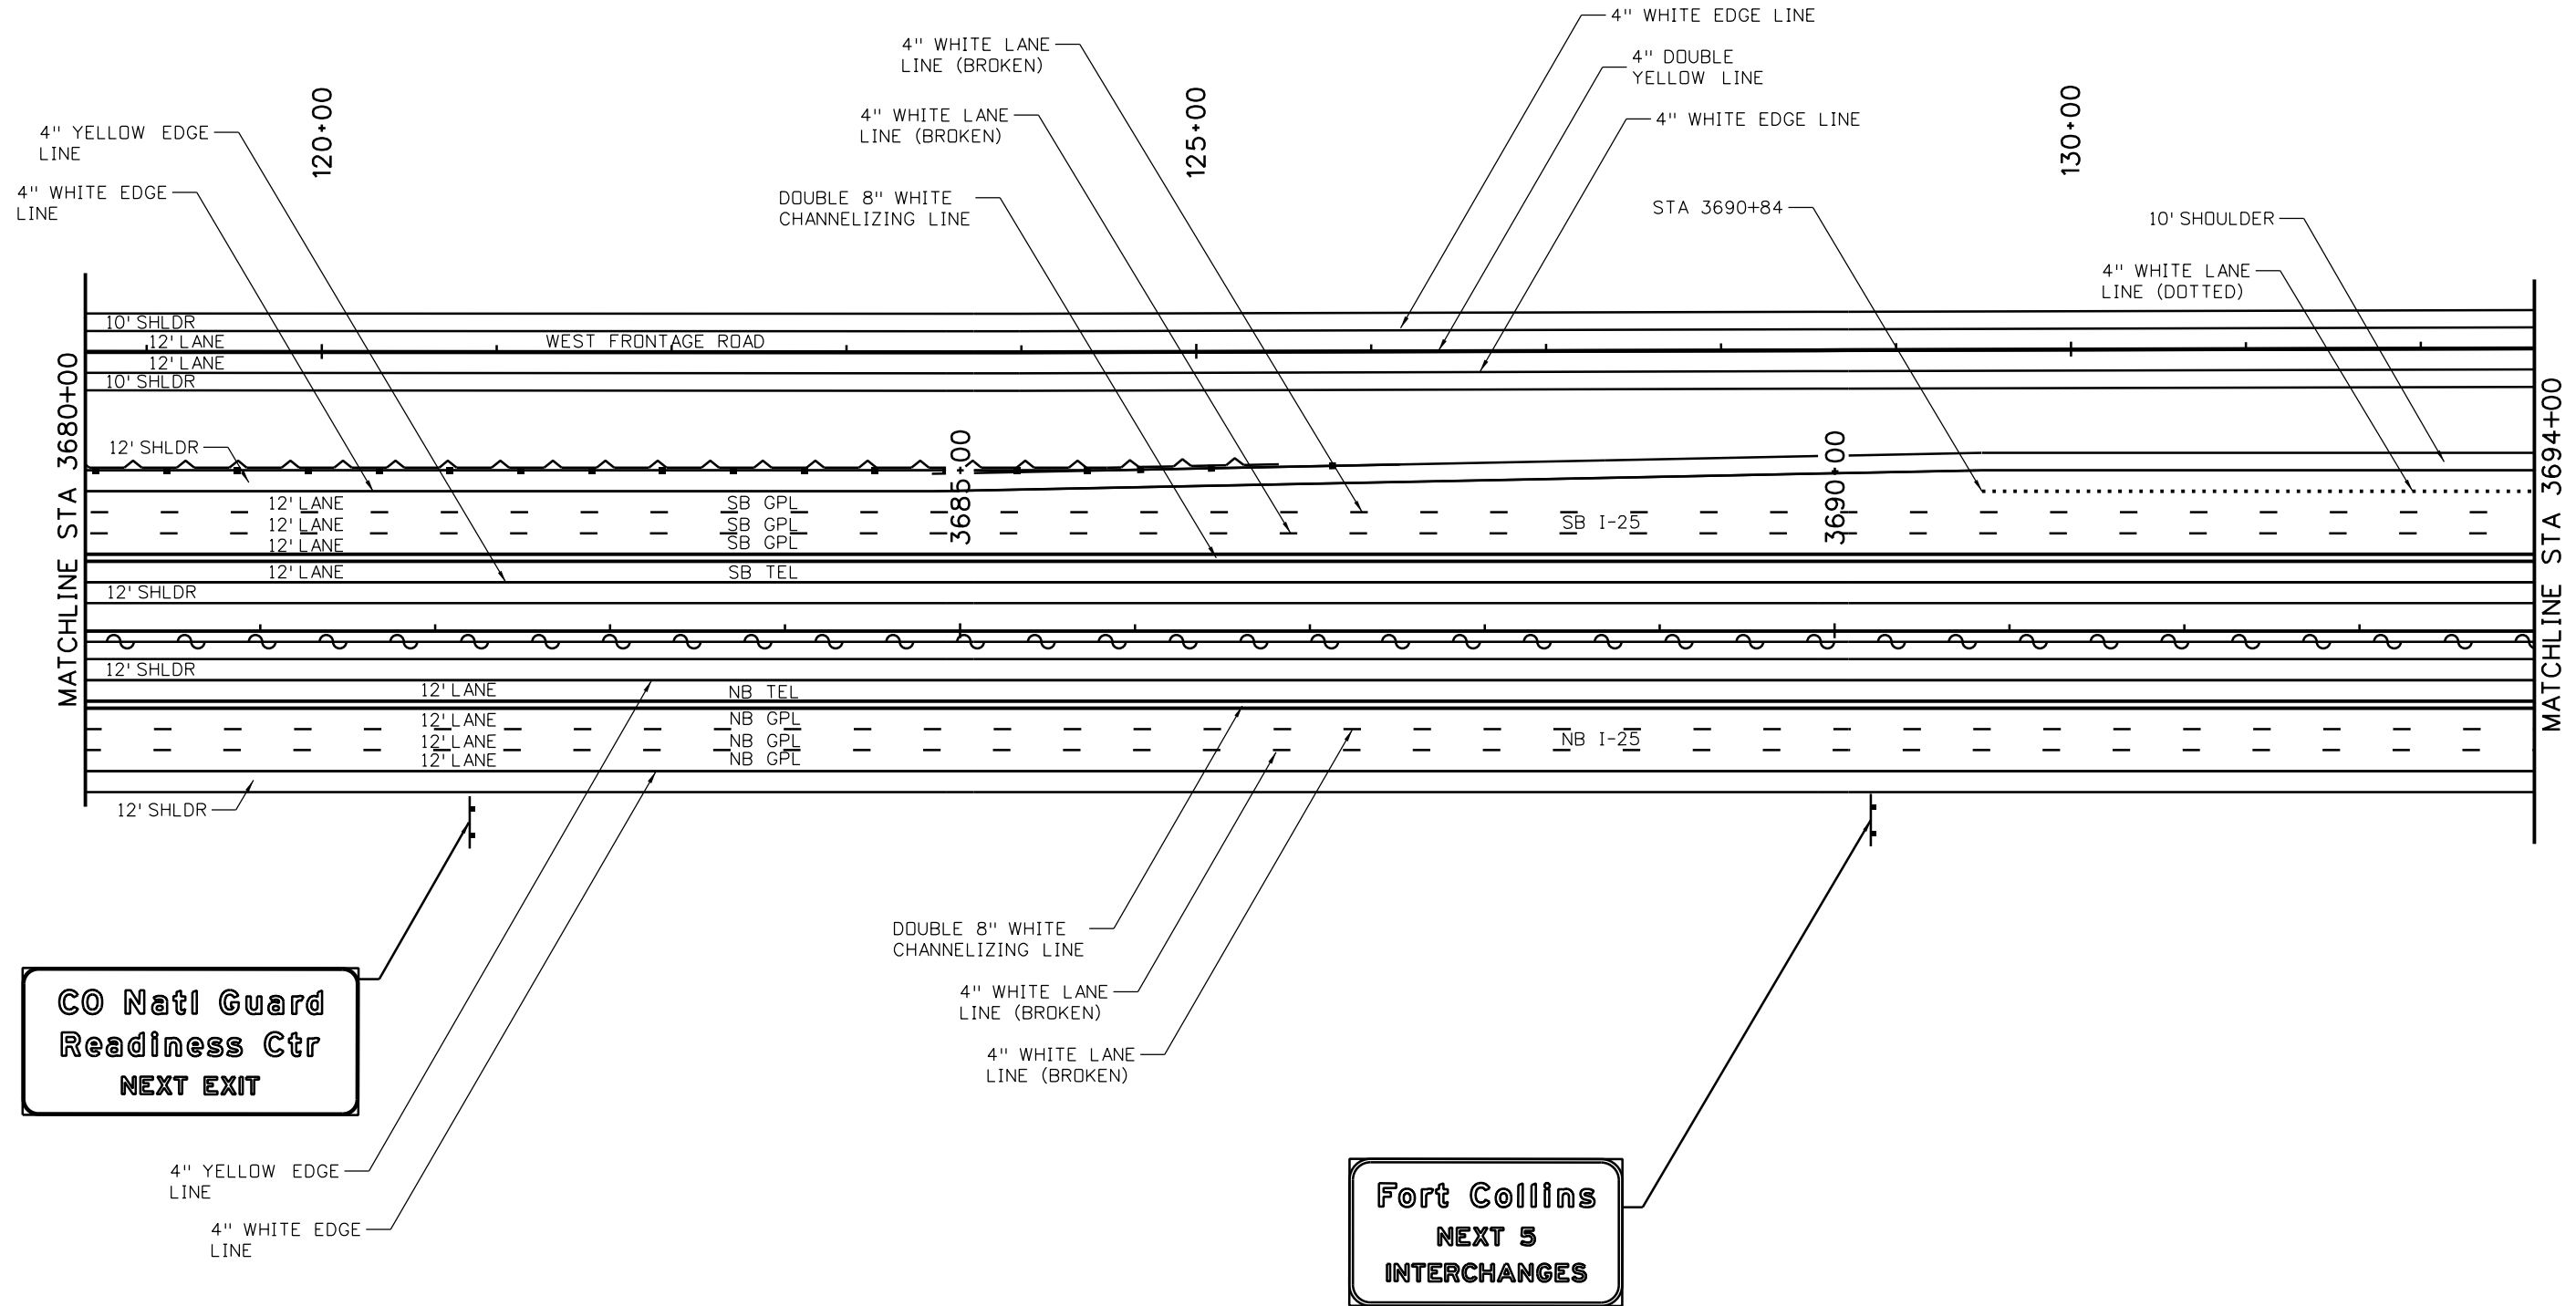 4" WHITE EDGE LINE
4" WHITE LANE
LINE (BROKEN)
4" DOUBLE
YELLOW LINE
120+00
125+00
130+00
4" WHITE LANE
LINE (BROKEN)
4" WHITE EDGE LINE
4" YELLOW EDGE
LINE
4" WHITE EDGE
LINE
DOUBLE 8" WHITE
CHANNELIZING LINE
STA 3690+84
10' SHOULDER
4" WHITE LANE
LINE (DOTTED)
10' SHLDR
12' LANE
WEST FRONTAGE ROAD
12' LANE
10' SHLDR
MATCHLINE STA 3680+00
MATCHLINE STA 3694+00
12' SHLDR
3685+00
3690+00
12' LANE
SB GPL
12' LANE
SB GPL
SB I-25
12' LANE
SB GPL
12' LANE
SB TEL
12' SHLDR
12' SHLDR
12' LANE
NB TEL
12' LANE
NB GPL
12' LANE
NB GPL
NB I-25
12' LANE
NB GPL
12' SHLDR
DOUBLE 8" WHITE
CHANNELIZING LINE
4" WHITE LANE
LINE (BROKEN)
4" WHITE LANE
LINE (BROKEN)
CO Natl Guard
Readiness Ctr
NEXT EXIT
4" YELLOW EDGE
LINE
4" WHITE EDGE
LINE
Fort Collins
NEXT 5
INTERCHANGES